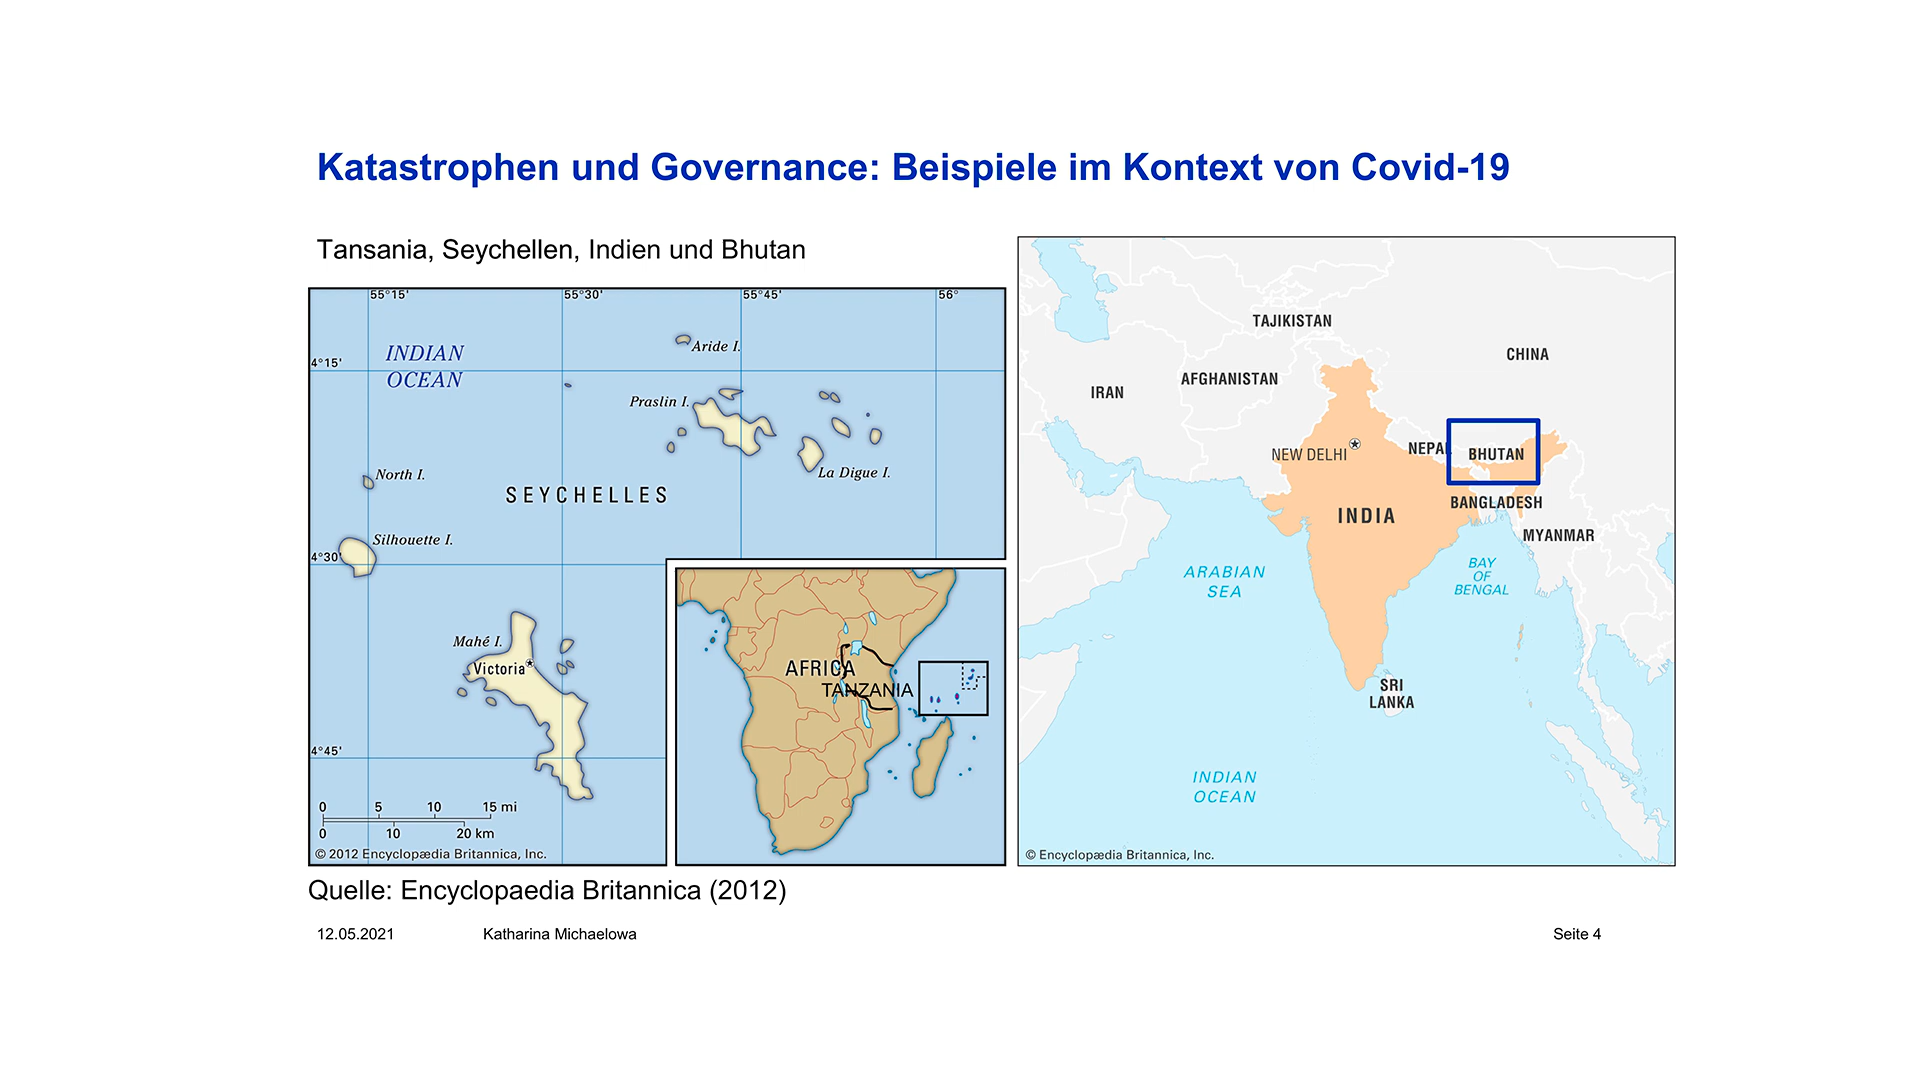 Katastrophen und Governance: Beispiele im Kontext von Covid-19
Tansania, Seychellen, Indien und Bhutan
55°15'
55°30'
55°45'
56°
4°15'
4°30'
4°45'
INDIAN
OCEAN
Aride I.
Praslin I.
La Digue I.
North I.
SEYCHELLES
Silhouette I.
Mahé I.
Victoria
0 5 10 15 mi
0 10 20 km
© 2012 Encyclopædia Britannica, Inc.
AFRICA
TANZANIA
TAJIKISTAN
CHINA
AFGHANISTAN
IRAN
NEPAL
BHUTAN
NEW DELHI
BANGLADESH
INDIA
MYANMAR
ARABIAN
SEA
BAY
OF
BENGAL
SRI
LANKA
INDIAN
OCEAN
© Encyclopædia Britannica, Inc.
Quelle: Encyclopaedia Britannica (2012)
12.05.2021
Katharina Michaelowa
Seite 4